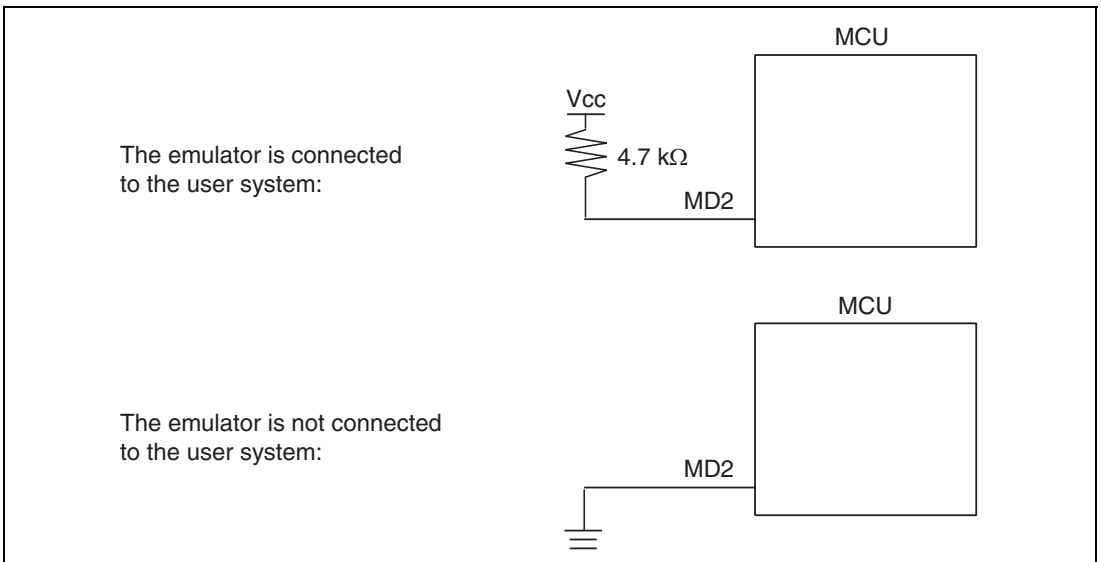 MCU
Vcc
The emulator is connected
to the user system:
4.7 kΩ
MD2
MCU
The emulator is not connected
to the user system:
MD2